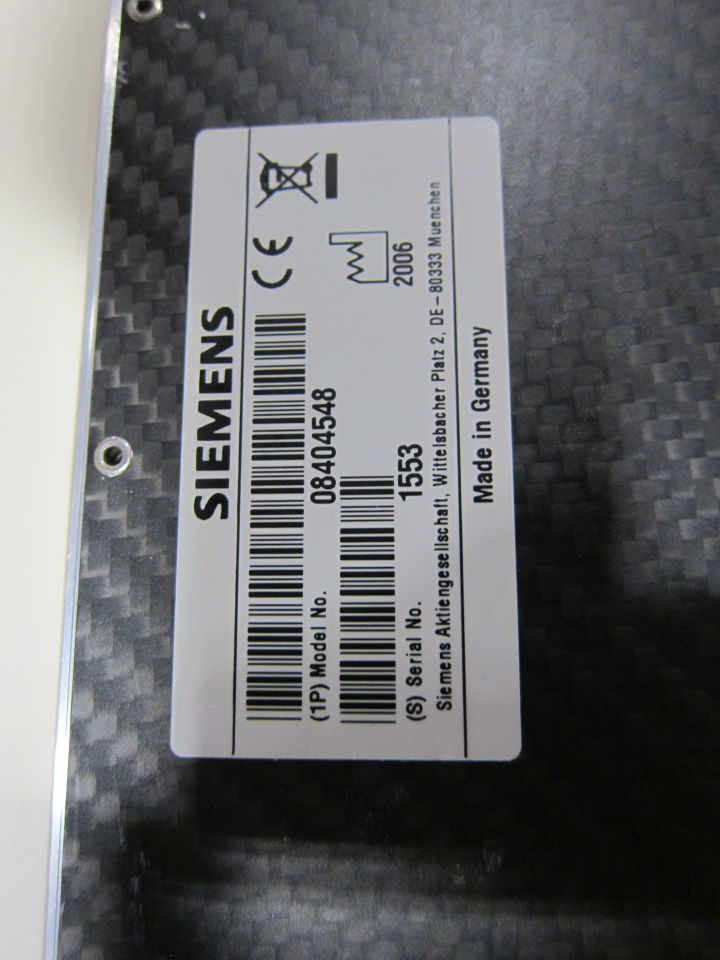 SIEMENS
CE
(1P) Model No. 08404548
2006
(S) Serial No. 1553
Siemens Aktiengesellschaft, Wittelsbacher Platz 2, DE-80333 Muenchen
Made in Germany